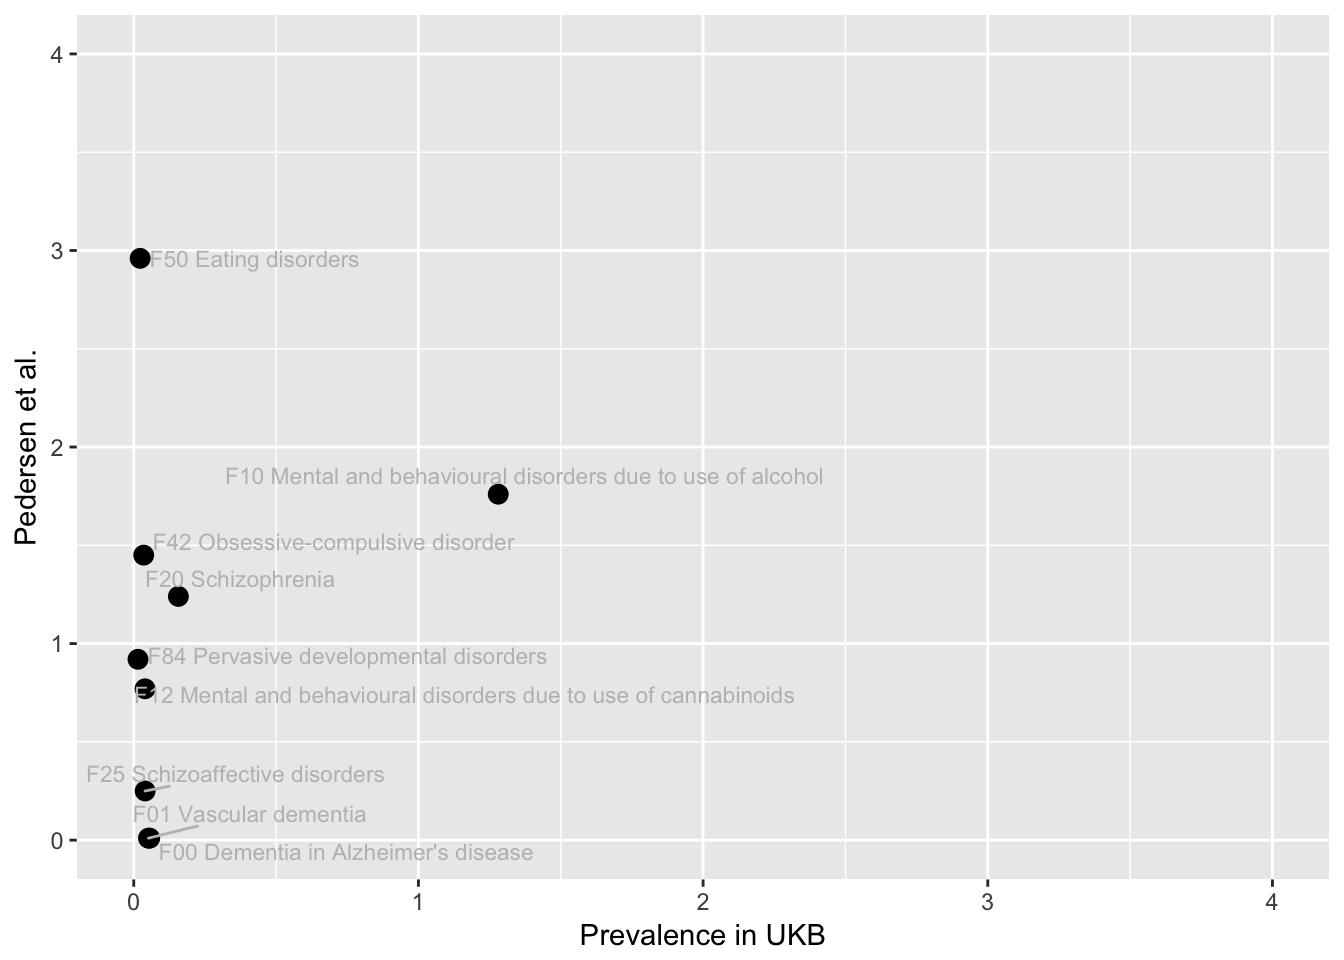 4
3
2
1
0
Pedersen et al.
F50 Eating disorders
F10 Mental and behavioural disorders due to use of alcohol
F42 Obsessive-compulsive disorder
F20 Schizophrenia
F84 Pervasive developmental disorders
F12 Mental and behavioural disorders due to use of cannabinoids
F25 Schizoaffective disorders
F01 Vascular dementia
F00 Dementia in Alzheimer's disease
0 1 2 3 4
Prevalence in UKB